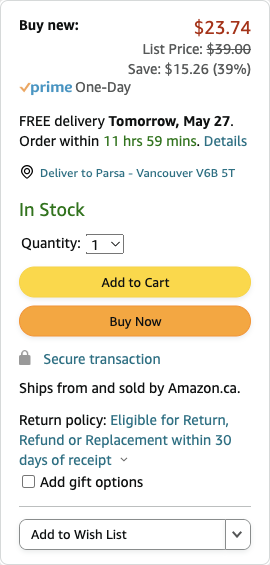 Buy new:
$23.74
List Price: $39.00
Save: $15.26 (39%)
prime One-Day
FREE delivery Tomorrow, May 27.
Order within 11 hrs 59 mins. Details
Deliver to Parsa - Vancouver V6B 5T
In Stock
Quantity: 1
Add to Cart
Buy Now
Secure transaction
Ships from and sold by Amazon.ca.
Return policy: Eligible for Return,
Refund or Replacement within 30
days of receipt
Add gift options
Add to Wish List